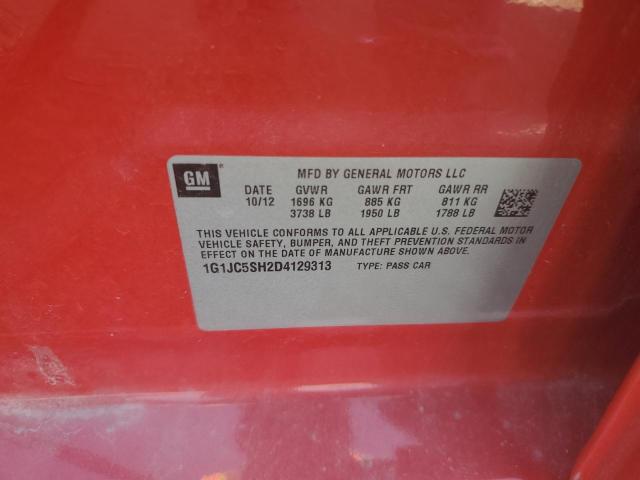 GM
MFD BY GENERAL MOTORS LLC
DATE GVWR GAWR FRT GAWR RR
10/12 1696 KG 885 KG 811 KG
3738 LB 1950 LB 1788 LB
THIS VEHICLE CONFORMS TO ALL APPLICABLE U.S. FEDERAL MOTOR
VEHICLE SAFETY, BUMPER, AND THEFT PREVENTION STANDARDS IN
EFFECT ON THE DATE OF MANUFACTURE SHOWN ABOVE.
1G1JC5SH2D4129313 TYPE: PASS CAR